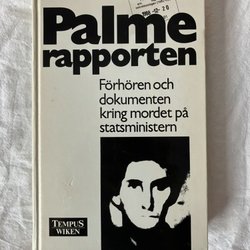 Palme
rapporten
Förhören och
dokumenten
kring mordet på
statsministern
TEMPUS
WIKEN